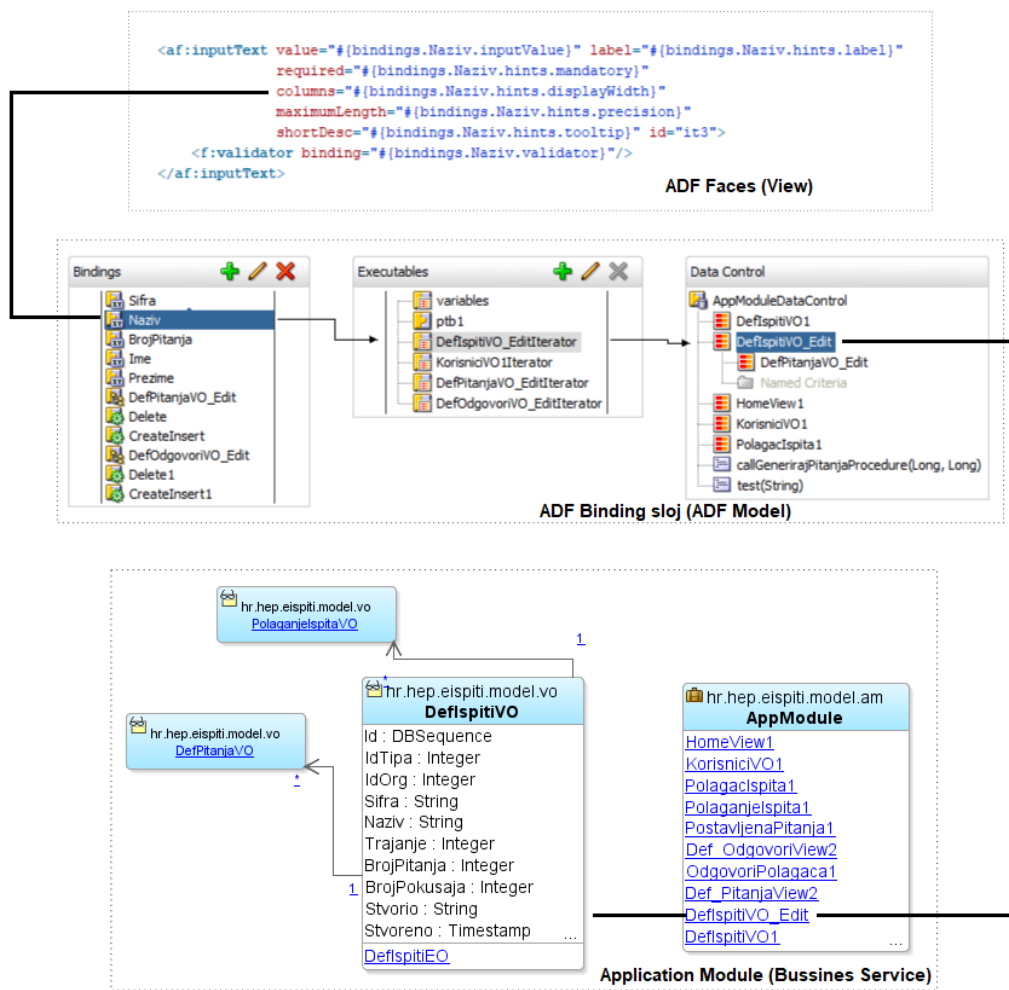 <af:inputText value="#{bindings.Naziv.inputValue}" label="#{bindings.Naziv.hints.label}"
required="#{bindings.Naziv.hints.mandatory}"
columns="#{bindings.Naziv.hints.displayWidth}"
maximumLength="#{bindings.Naziv.hints.precision}"
shortDesc="#{bindings.Naziv.hints.tooltip}" id="it3">
<f:validator binding="#{bindings.Naziv.validator}"/>
</af:inputText>
ADF Faces (View)
Bindings
Sifra
Naziv
BrojPitanja
Ime
Prezime
DefPitanjaVO_Edit
Delete
CreateInsert
DefOdgovoriVO_Edit
Delete1
CreateInsert1
Executables
variables
ptb1
DefIspitiVO_EditIterator
KorisniciVO1Iterator
DefPitanjaVO_EditIterator
DefOdgovoriVO_EditIterator
Data Control
AppModuleDataControl
DefIspitiVO1
DefIspitiVO_Edit
DefPitanjaVO_Edit
Named Criteria
HomeView1
KorisniciVO1
PolagacIspita1
callGenerirajPitanjaProcedure(Long, Long)
test(String)
ADF Binding sloj (ADF Model)
hr.hep.eispiti.model.vo
PolaganjeIspitaVO
1
*
hr.hep.eispiti.model.vo
DefPitanjaVO
*
1
hr.hep.eispiti.model.vo
DefIspitiVO
Id : DBSequence
IdTipa : Integer
IdOrg : Integer
Sifra : String
Naziv : String
Trajanje : Integer
BrojPitanja : Integer
BrojPokusaja : Integer
Stvorio : String
Stvoreno : Timestamp
...
DefIspitiEO
hr.hep.eispiti.model.am
AppModule
HomeView1
KorisniciVO1
PolagacIspita1
PolaganjeIspita1
PostavljenaPitanja1
Def_OdgovoriView2
OdgovoriPolagaca1
Def_PitanjaView2
DefIspitiVO_Edit
DefIspitiVO1
...
Application Module (Bussines Service)